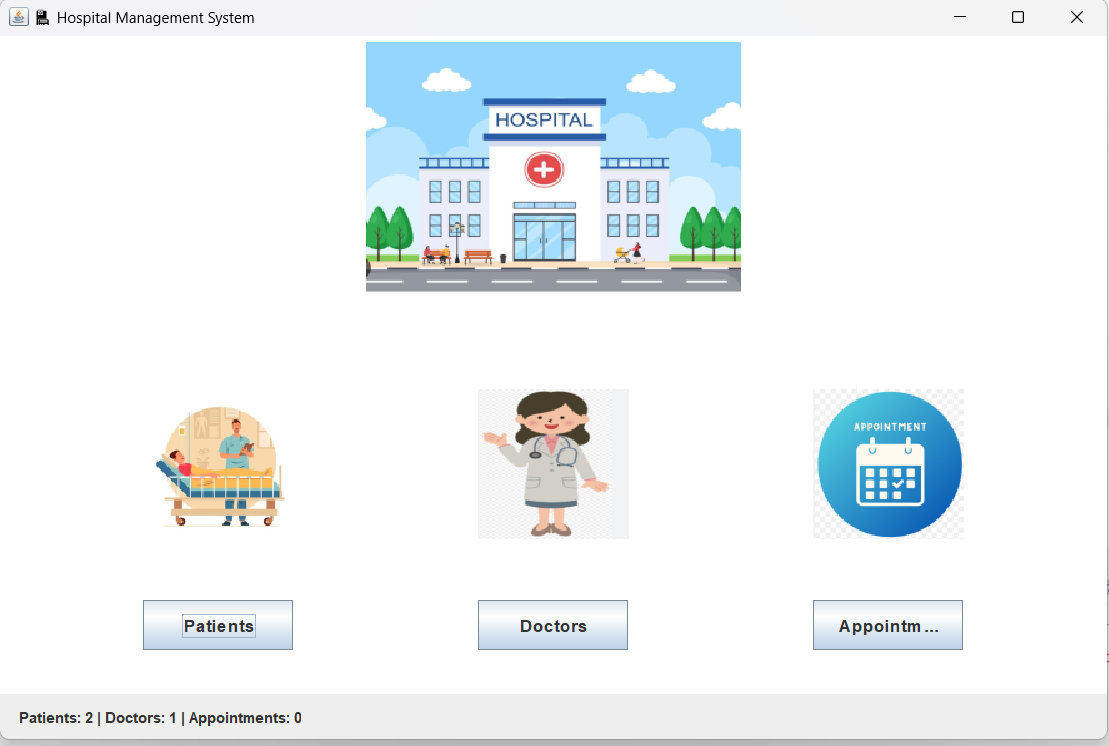 Hospital Management System
HOSPITAL
APPOINTMENT
Patients
Doctors
Appointm ...
Patients: 2 | Doctors: 1 | Appointments: 0